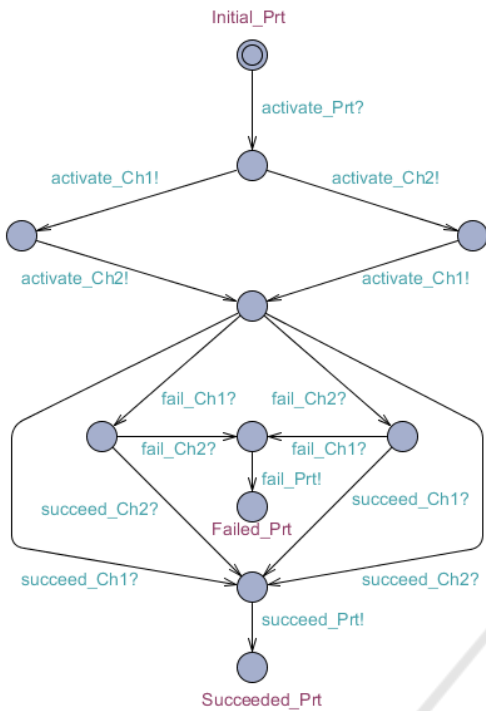 Initial_Prt
activate_Prt?
activate_Ch1!
activate_Ch2!
activate_Ch2!
activate_Ch1!
fail_Ch1?
fail_Ch2?
fail_Ch2?
fail_Ch1?
fail_Prt!
succeed_Ch2?
succeed_Ch1?
Failed_Prt
succeed_Ch1?
succeed_Ch2?
succeed_Prt!
Succeeded_Prt